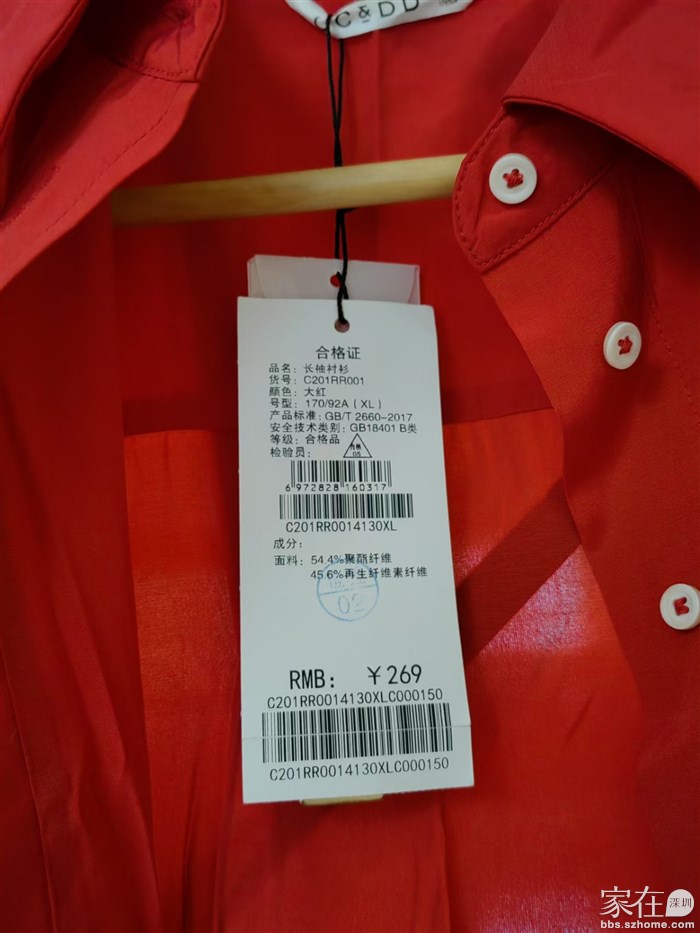 C&DD
合格证
品名: 长袖衬衫
货号: C201RR001
颜色: 大红
号型: 170/92A (XL)
产品标准: GB/T 2660-2017
安全技术类别: GB18401 B类
等级: 合格品
检验员:
05
6 972828 160317
C201RR0014130XL
成分:
面料: 54.4%聚酯纤维
45.6%再生纤维素纤维
02
RMB: ¥269
C201RR0014130XLC000150
C201RR0014130XLC000150
家在深圳
bbs.szhome.com